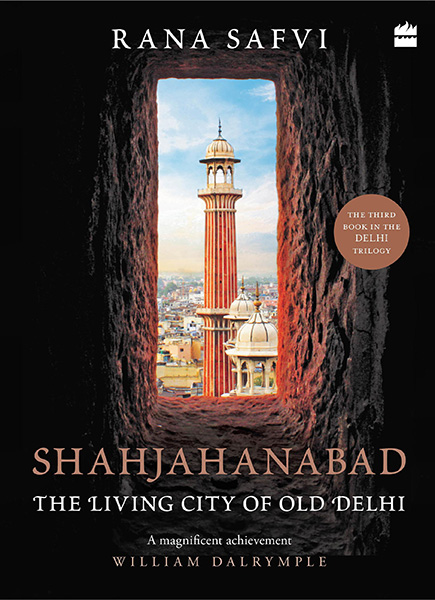 RANA SAFVI
THE THIRD
BOOK IN THE
DELHI
TRILOGY
SHAHJAHANABAD
THE LIVING CITY OF OLD DELHI
A magnificent achievement
WILLIAM DALRYMPLE